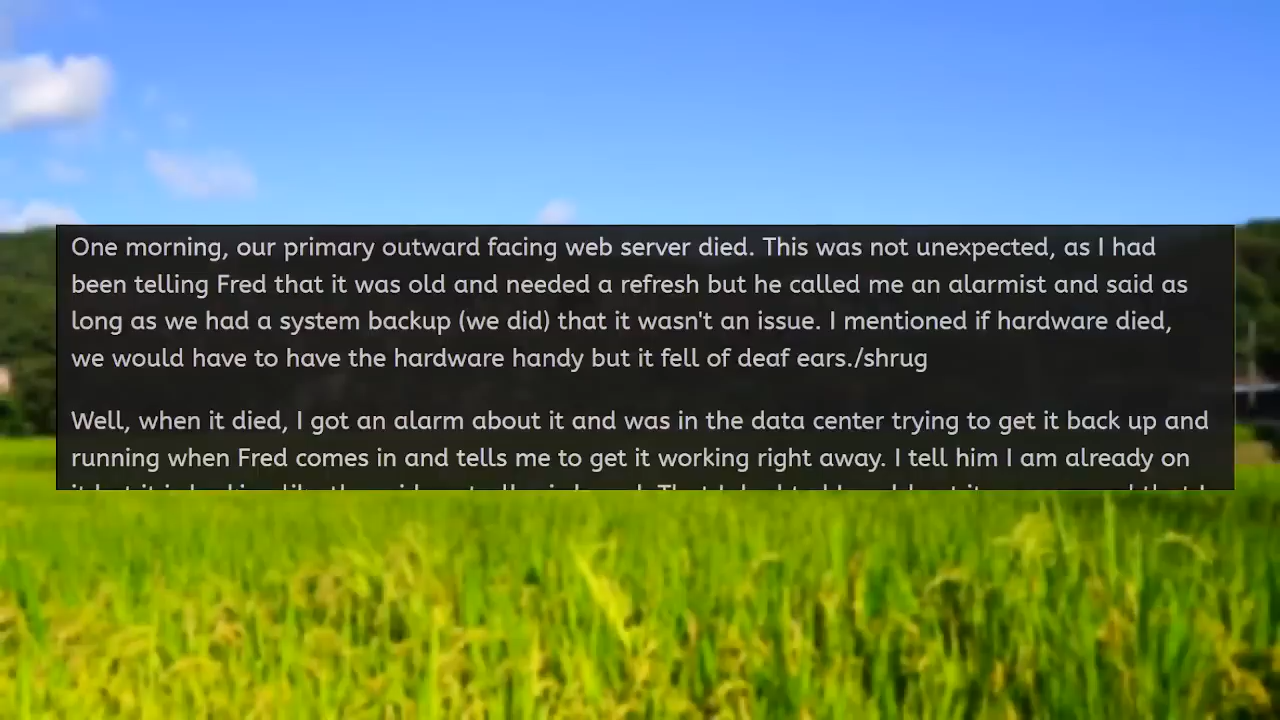 One morning, our primary outward facing web server died. This was not unexpected, as I had
been telling Fred that it was old and needed a refresh but he called me an alarmist and said as
long as we had a system backup (we did) that it wasn't an issue. I mentioned if hardware died,
we would have to have the hardware handy but it fell of deaf ears./shrug
Well, when it died, I got an alarm about it and was in the data center trying to get it back up and
running when Fred comes in and tells me to get it working right away. I tell him I am already on